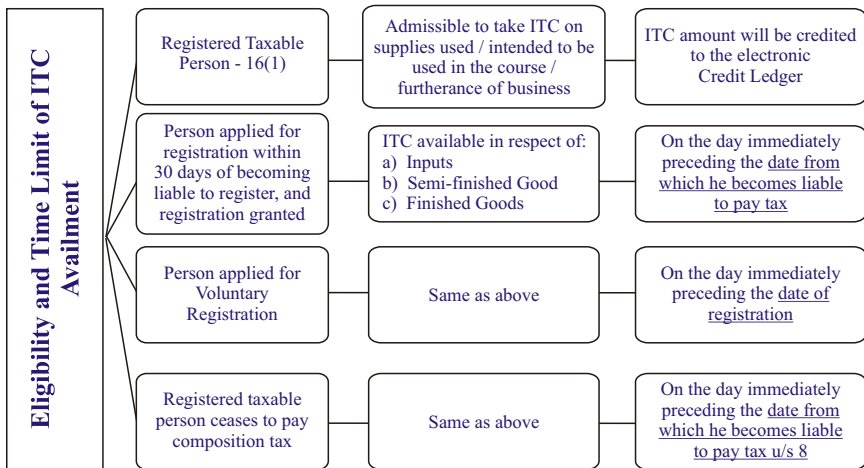 Eligibility and Time Limit of ITC
Availment
Registered Taxable
Person - 16(1)
Admissible to take ITC on
supplies used / intended to be
used in the course /
furtherance of business
ITC amount will be credited
to the electronic
Credit Ledger
Person applied for
registration within
30 days of becoming
liable to register, and
registration granted
ITC available in respect of:
a) Inputs
b) Semi-finished Good
c) Finished Goods
On the day immediately
preceding the date from
which he becomes liable
to pay tax
Person applied for
Voluntary
Registration
Same as above
On the day immediately
preceding the date of
registration
Registered taxable
person ceases to pay
composition tax
Same as above
On the day immediately
preceding the date from
which he becomes liable
to pay tax u/s 8